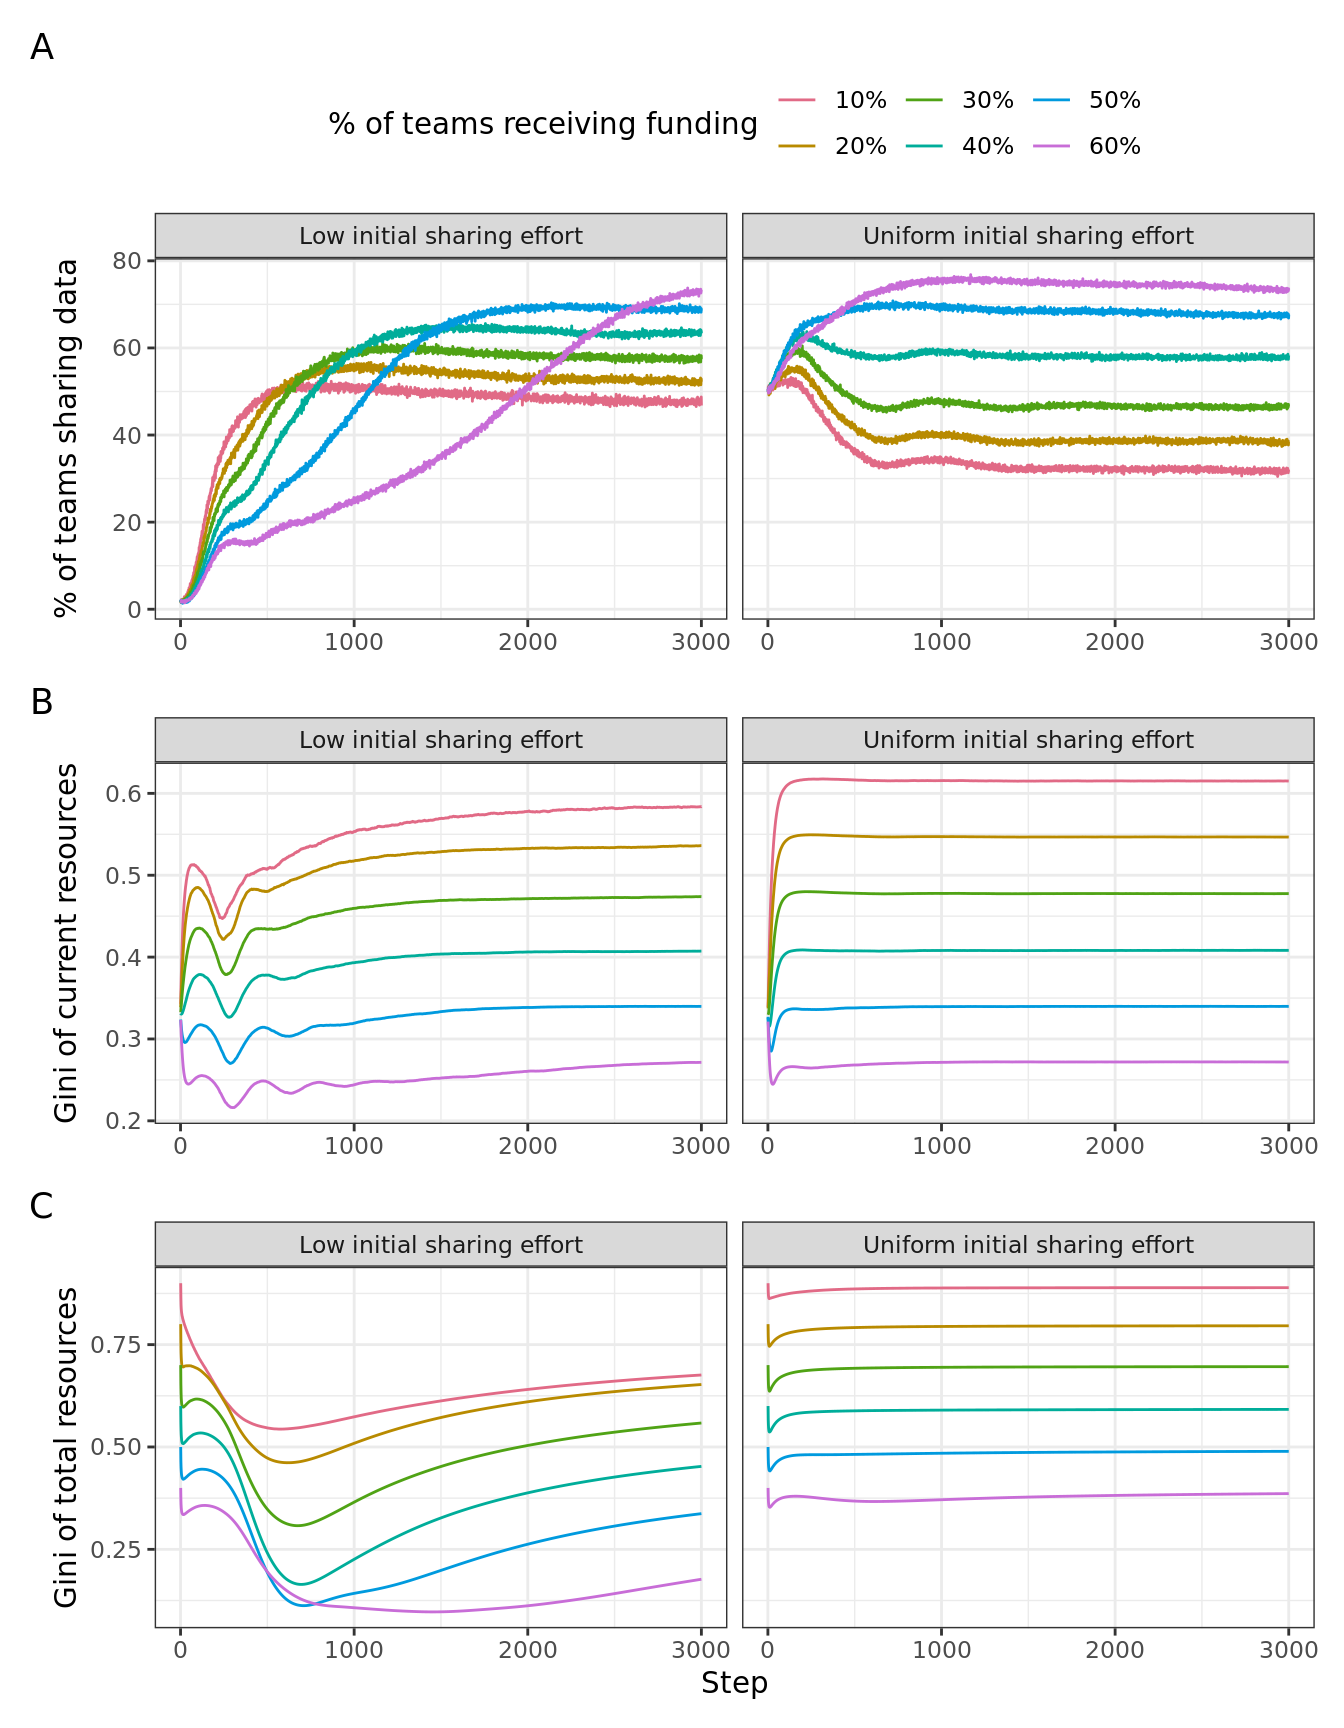 A
% of teams receiving funding
10% 30% 50%
20% 40% 60%
Low initial sharing effort Uniform initial sharing effort
% of teams sharing data
80
60
40
20
0
0 1000 2000 3000 0 1000 2000 3000
B
Low initial sharing effort Uniform initial sharing effort
Gini of current resources
0.6
0.5
0.4
0.3
0.2
0 1000 2000 3000 0 1000 2000 3000
C
Low initial sharing effort Uniform initial sharing effort
Gini of total resources
0.75
0.50
0.25
0 1000 2000 3000 0 1000 2000 3000
Step